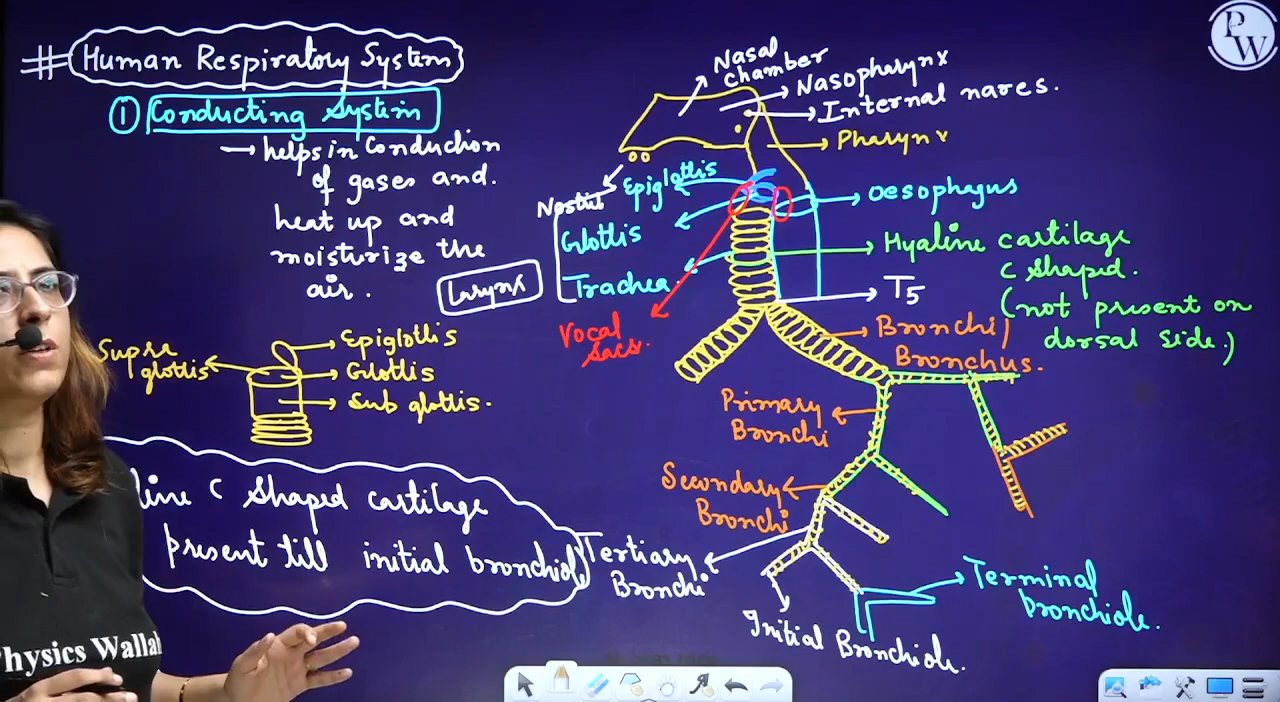 # Human Respiratory System
① Conducting System
→ helps in Conduction
of gases and.
heat up and
moisturize the
air.
Larynx
Supra
glottis
Epiglottis
Glottis
Sub glottis.
line C Shaped cartilage
present till initial bronchiole
Nasal
chamber
Nasopharynx
Internal nares.
Pharynx
Nostril
Epiglottis
Glottis
Trachea
Vocal
Sacs.
Oesophagus
Hyaline cartilage
C Shaped.
(not present on
dorsal side.)
T5
Bronchi/
Bronchus.
Primary
Bronchi
Secondary
Bronchi
Tertiary
Bronchi
Initial Bronchiole.
Terminal
bronchiole.
PW
Physics Wallah